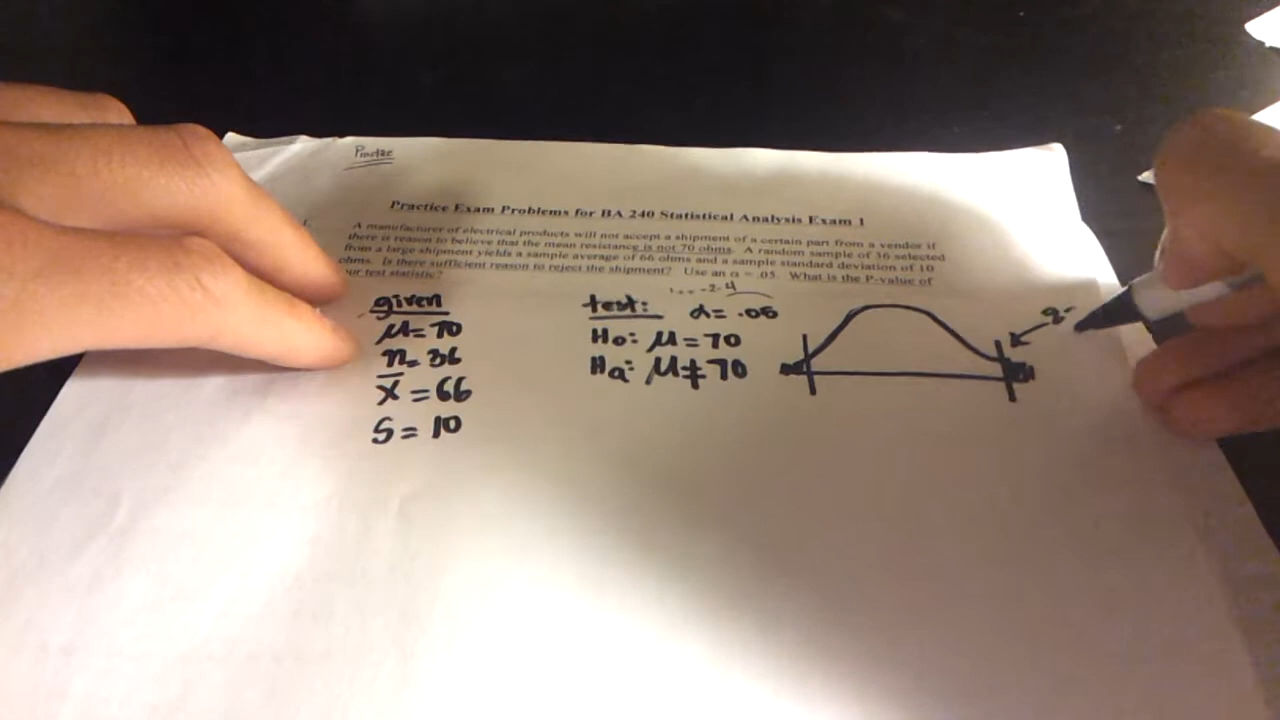 Practice
Practice Exam Problems for BA 240 Statistical Analysis Exam 1
1.
A manufacturer of electrical products will not accept a shipment of a certain part from a vendor if
there is reason to believe that the mean resistance is not 70 ohms. A random sample of 36 selected
from a large shipment yields a sample average of 66 ohms and a sample standard deviation of 10
ohms. Is there sufficient reason to reject the shipment? Use an α = .05. What is the P-value of
our test statistic?
-2.4
given
μ=70
n=36
x̄=66
S=10
test: α=.05
Ho: μ=70
Ha: μ≠70